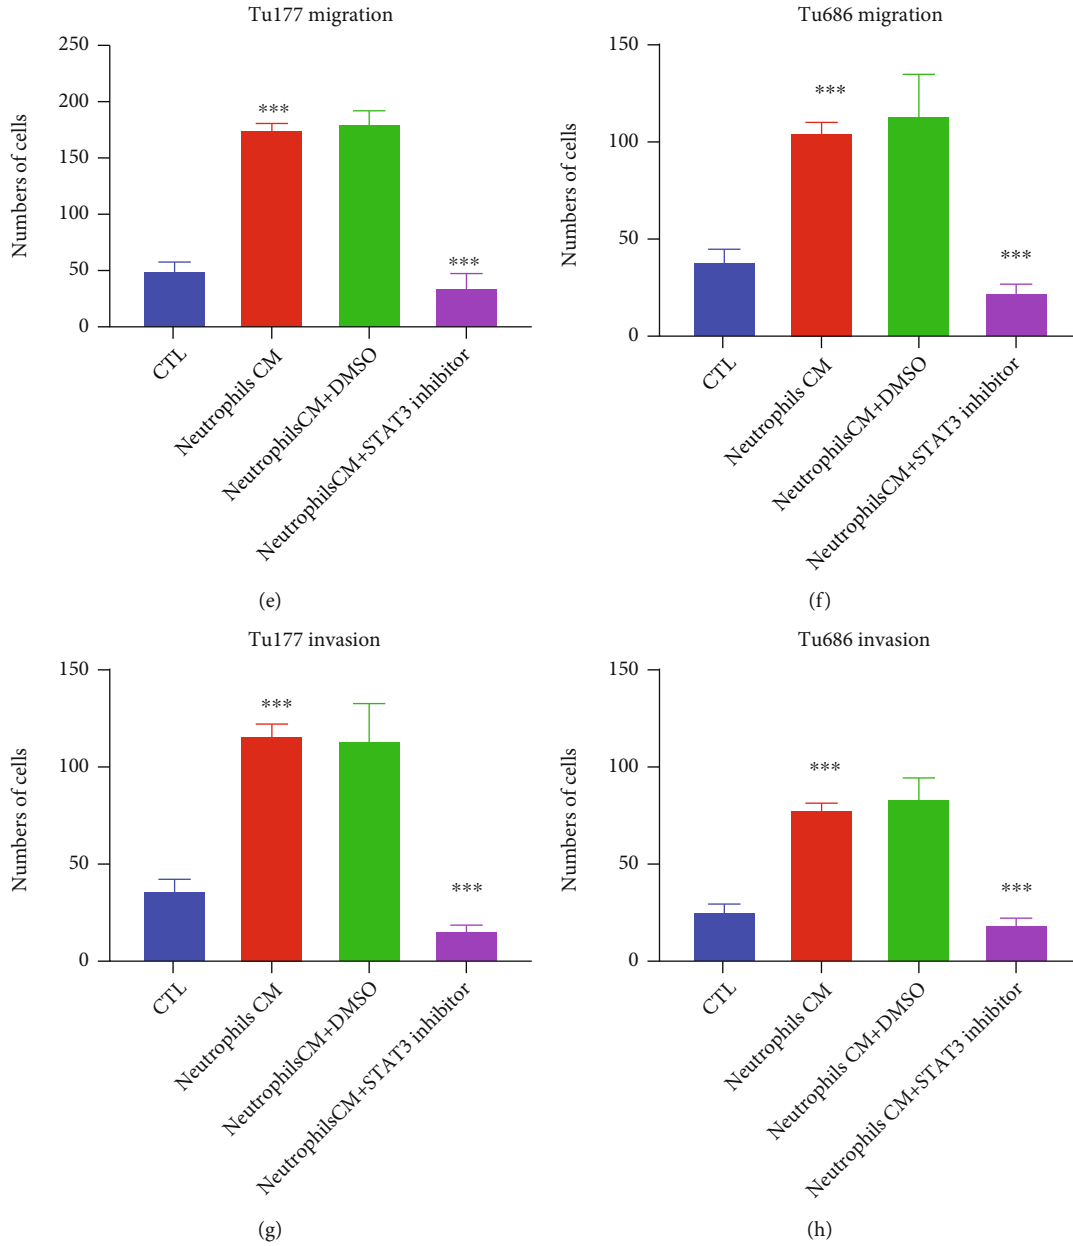 Tu177 migration
Numbers of cells
250
200
150
100
50
0
***
***
CTL
Neutrophils CM
NeutrophilsCM+DMSO
NeutrophilsCM+STAT3 inhibitor
(e)
Tu686 migration
Numbers of cells
150
100
50
0
***
***
CTL
Neutrophils CM
NeutrophilsCM+DMSO
NeutrophilsCM+STAT3 inhibitor
(f)
Tu177 invasion
Numbers of cells
150
100
50
0
***
***
CTL
Neutrophils CM
NeutrophilsCM+DMSO
NeutrophilsCM+STAT3 inhibitor
(g)
Tu686 invasion
Numbers of cells
150
100
50
0
***
***
CTL
Neutrophils CM
Neutrophils CM+DMSO
Neutrophils CM+STAT3 inhibitor
(h)